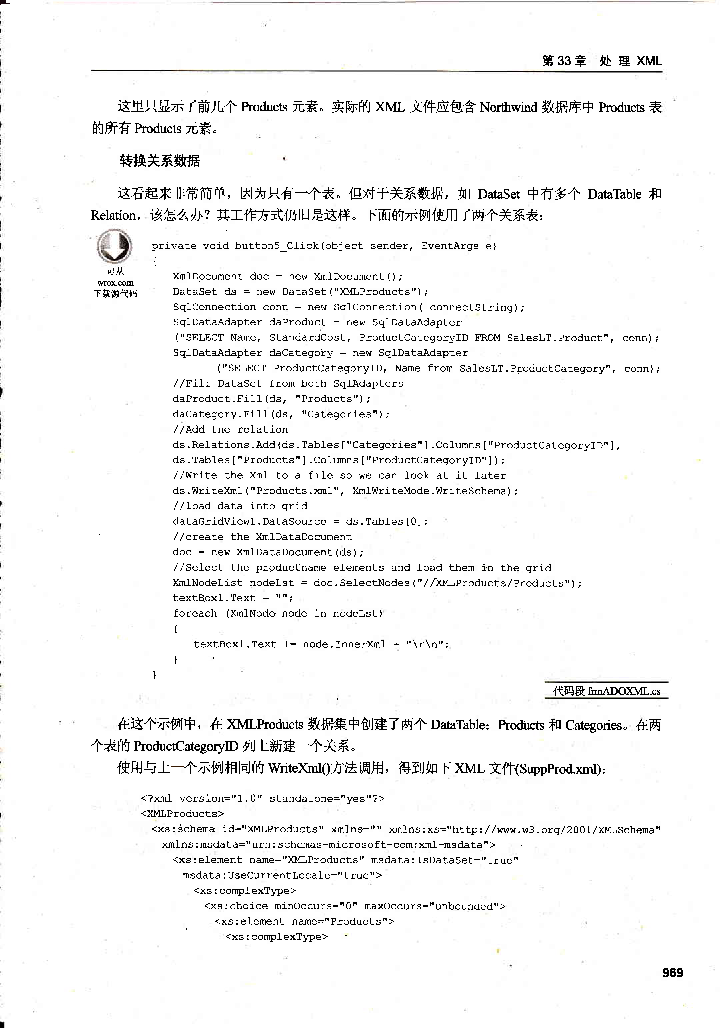 第33章 处 理 XML
这里只显示了前几个 Products 元素。实际的 XML 文件应包含 Northwind 数据库中 Products 表
的所有 Products 元素。
转换关系数据
这看起来非常简单，因为只有一个表。但对于关系数据，如 DataSet 中有多个 DataTable 和
Relation，该怎么办？其工作方式仍旧是这样。下面的示例使用了两个关系表：
private void button5_Click(object sender, EventArgs e)
{
可从
wrox.com
下载源代码
XmlDocument doc = new XmlDocument();
DataSet ds = new DataSet("XMLProducts");
SqlConnection conn = new SqlConnection(_connectString);
SqlDataAdapter daProduct = new SqlDataAdapter
("SELECT Name, StandardCost, ProductCategoryID FROM SalesLT.Product", conn);
SqlDataAdapter daCategory = new SqlDataAdapter
("SELECT ProductCategoryID, Name from SalesLT.ProductCategory", conn);
//Fill DataSet from both SqlAdapters
daProduct.Fill(ds, "Products");
daCategory.Fill(ds, "Categories");
//Add the relation
ds.Relations.Add(ds.Tables["Categories"].Columns["ProductCategoryID"],
ds.Tables["Products"].Columns["ProductCategoryID"]);
//Write the Xml to a file so we can look at it later
ds.WriteXml("Products.xml", XmlWriteMode.WriteSchema);
//load data into grid
dataGridView1.DataSource = ds.Tables[0];
//create the XmlDataDocument
doc = new XmlDataDocument(ds);
//Select the productname elements and load them in the grid
XmlNodeList nodeLst = doc.SelectNodes("//XMLProducts/Products");
textBox1.Text = "";
foreach (XmlNode node in nodeLst)
{
textBox1.Text += node.InnerXml + "\r\n";
}
}
代码段 frmADOXML.cs
在这个示例中，在 XMLProducts 数据集中创建了两个 DataTable：Products 和 Categories。在两
个表的 ProductCategoryID 列上新建一个关系。
使用与上一个示例相同的 WriteXml()方法调用，得到如下 XML 文件(SuppProd.xml)：
<?xml version="1.0" standalone="yes"?>
<XMLProducts>
<xs:schema id="XMLProducts" xmlns="" xmlns:xs="http://www.w3.org/2001/XMLSchema"
xmlns:msdata="urn:schemas-microsoft-com:xml-msdata">
<xs:element name="XMLProducts" msdata:IsDataSet="true"
msdata:UseCurrentLocale="true">
<xs:complexType>
<xs:choice minOccurs="0" maxOccurs="unbounded">
<xs:element name="Products">
<xs:complexType>
969